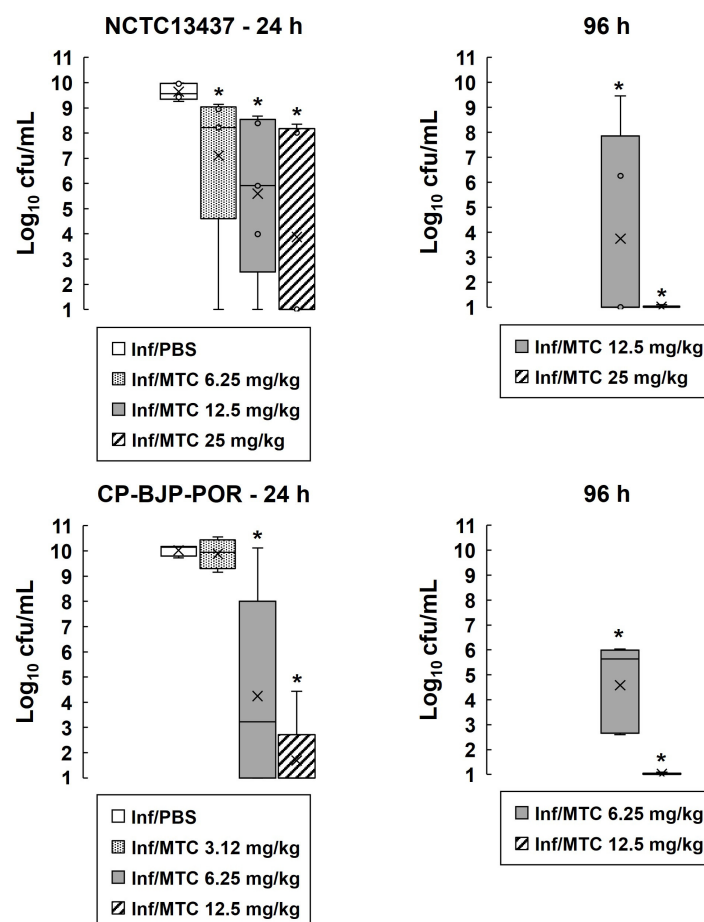 NCTC13437 - 24 h
11
10
9
8
7
6
5
4
3
2
1
Log10 cfu/mL
* * *
Inf/PBS
Inf/MTC 6.25 mg/kg
Inf/MTC 12.5 mg/kg
Inf/MTC 25 mg/kg
96 h
11
10
9
8
7
6
5
4
3
2
1
Log10 cfu/mL
* *
Inf/MTC 12.5 mg/kg
Inf/MTC 25 mg/kg
CP-BJP-POR - 24 h
11
10
9
8
7
6
5
4
3
2
1
Log10 cfu/mL
* *
Inf/PBS
Inf/MTC 3.12 mg/kg
Inf/MTC 6.25 mg/kg
Inf/MTC 12.5 mg/kg
96 h
11
10
9
8
7
6
5
4
3
2
1
Log10 cfu/mL
* *
Inf/MTC 6.25 mg/kg
Inf/MTC 12.5 mg/kg